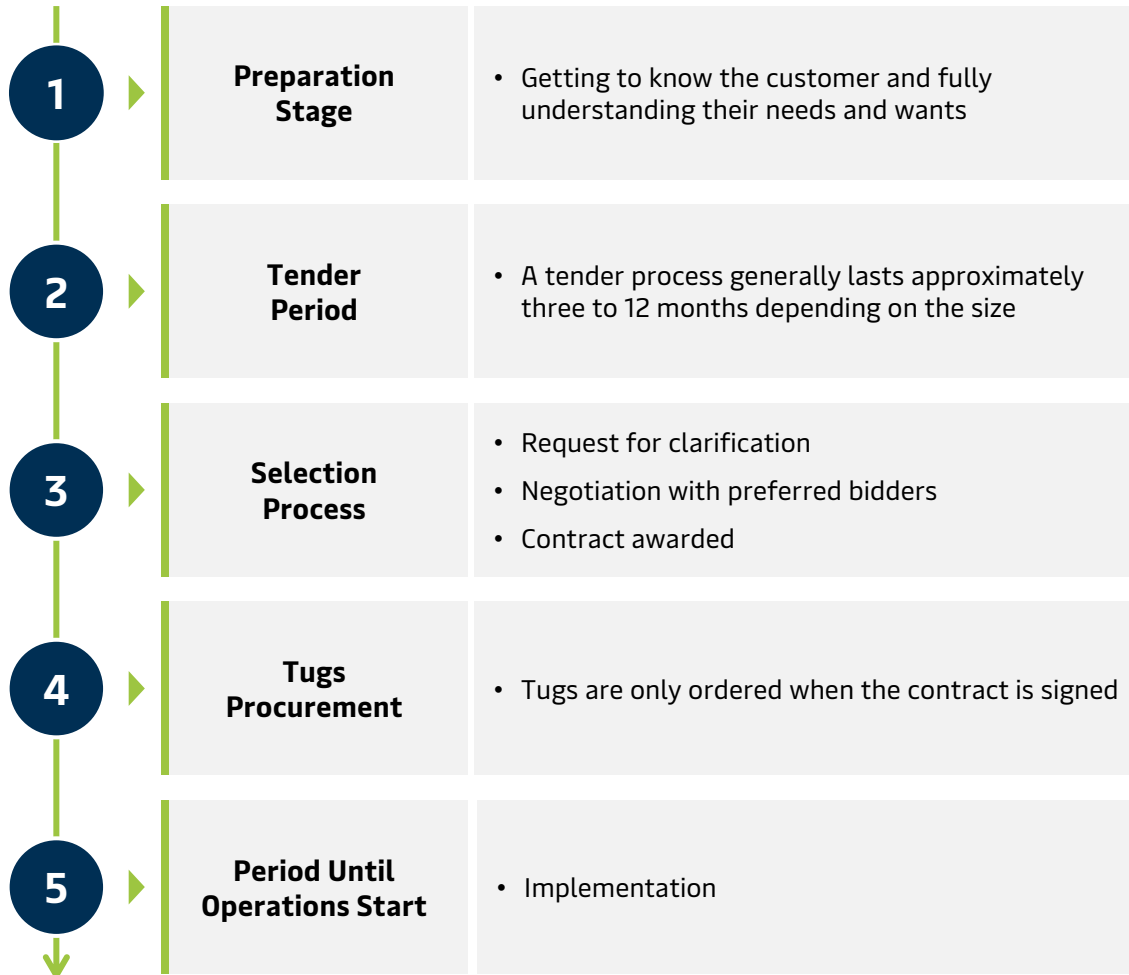 1
Preparation
Stage
• Getting to know the customer and fully
understanding their needs and wants
2
Tender
Period
• A tender process generally lasts approximately
three to 12 months depending on the size
3
Selection
Process
• Request for clarification
• Negotiation with preferred bidders
• Contract awarded
4
Tugs
Procurement
• Tugs are only ordered when the contract is signed
5
Period Until
Operations Start
• Implementation